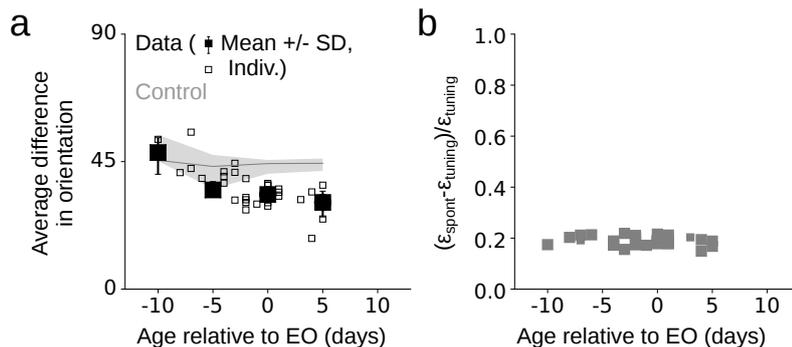 a
90
45
0
Average difference
in orientation
Data ( Mean +/- SD,
Indiv.)
Control
-10 -5 0 5 10
Age relative to EO (days)
b
(εspont-εtuning)/εtuning
1.0
0.8
0.6
0.4
0.2
0.0
-10 -5 0 5 10
Age relative to EO (days)